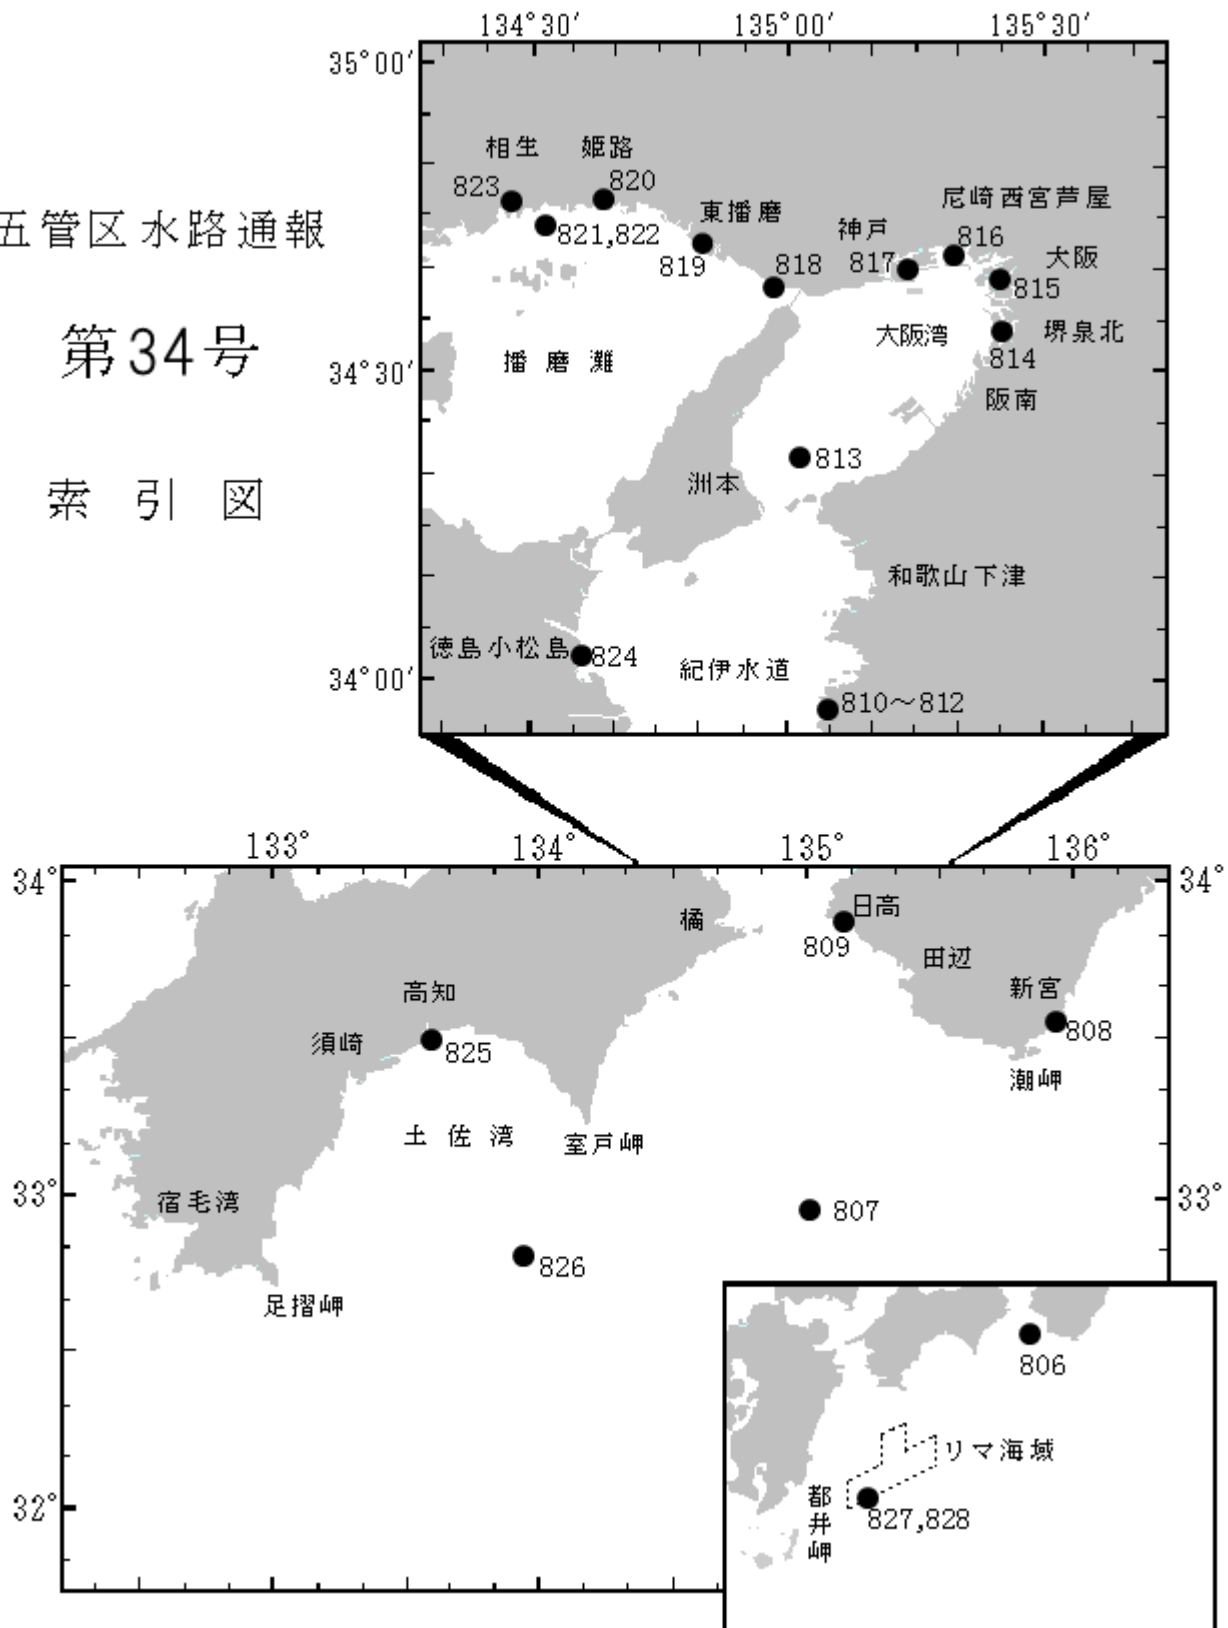 134°30′ 135°00′ 135°30′
35°00′
相生 姫路
823 820
尼崎西宮芦屋
東播磨
五管区水路通報
821,822
神戸 816
819 818 817 大阪
815
第34号
播磨灘 大阪湾 堺泉北
34°30′ 814
阪南
813
索引図
洲本
和歌山下津
徳島小松島 824
紀伊水道
34°00′
810～812
133° 134° 135° 136°
34° 34°
橘 日高
809
田辺
高知 新宮
須崎 825 808
潮岬
土佐湾 室戸岬
33° 33°
宿毛湾
807
826
足摺岬
806
リマ海域
都井岬
827,828
32°